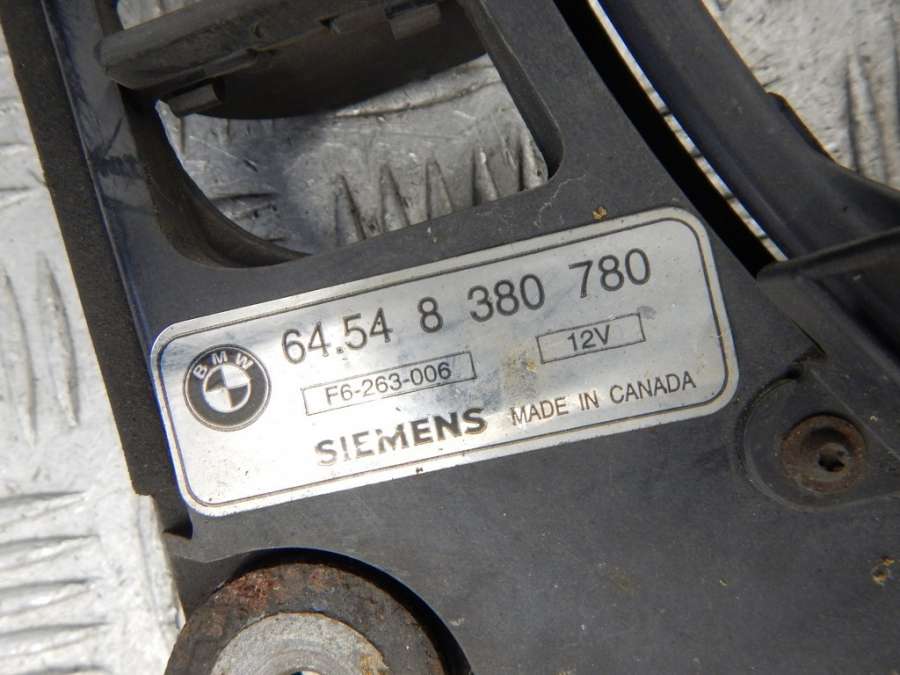 BMW
64.54 8 380 780
F6-263-006 12V
SIEMENS MADE IN CANADA